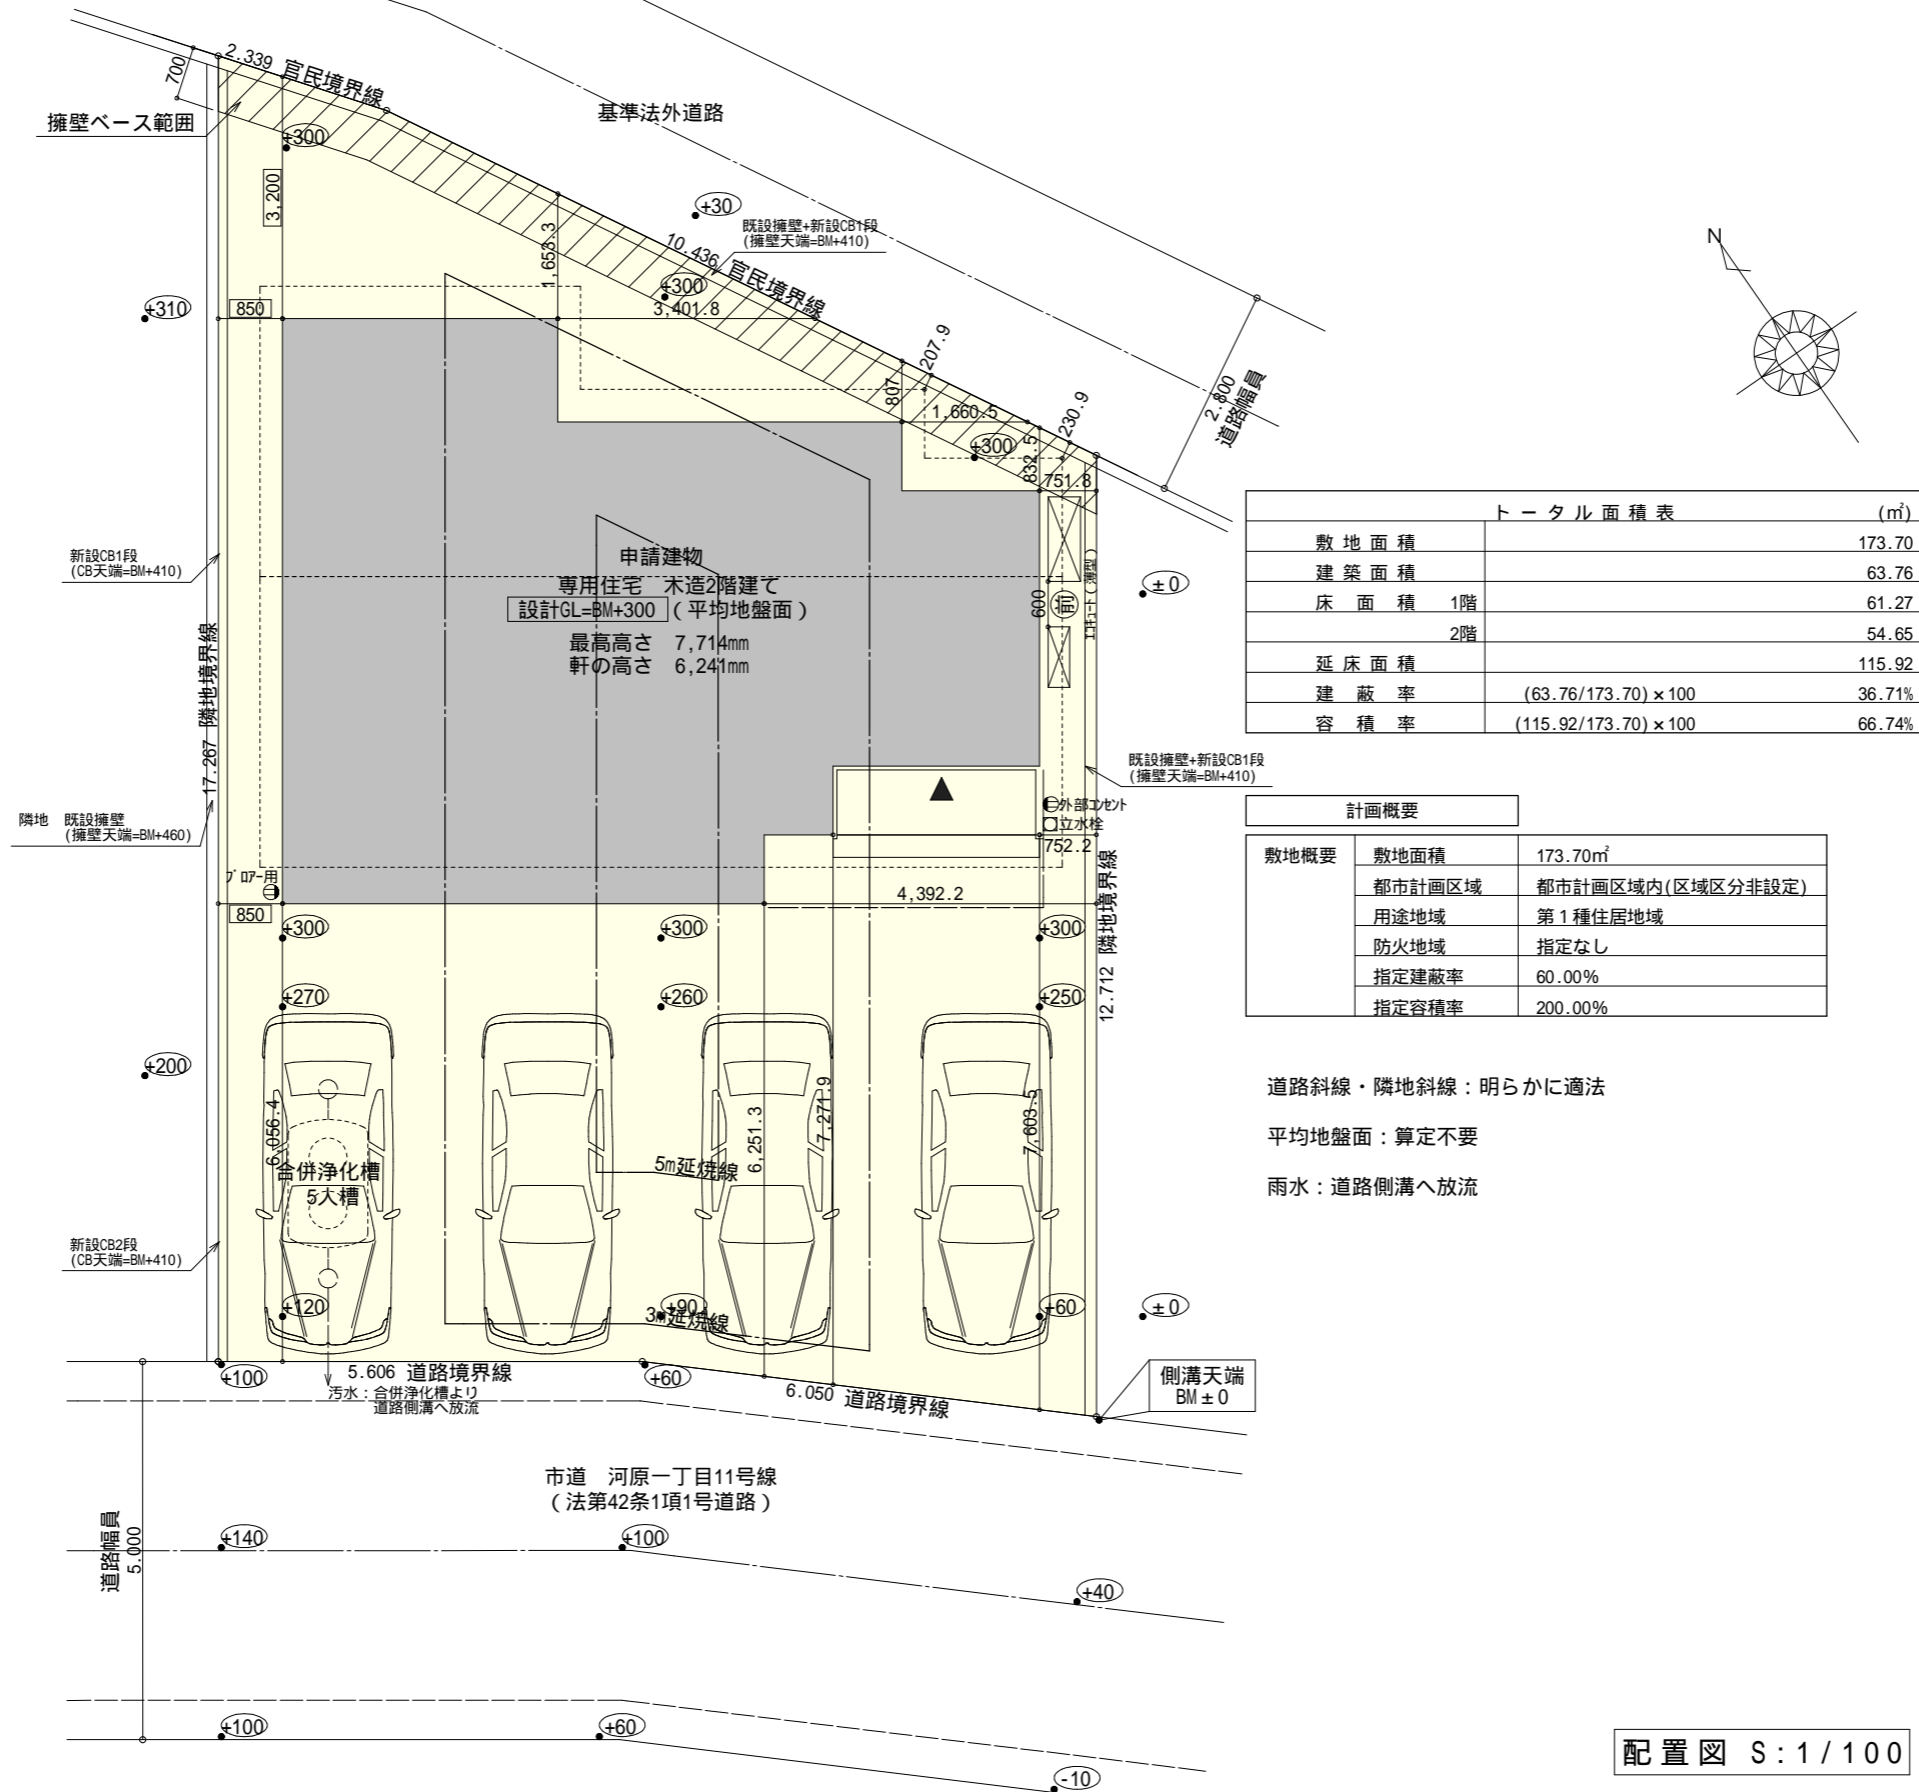 2.339 官民境界線
700
擁壁ベース範囲
基準法外道路
+300
3,200
+30
既設擁壁+新設CB1段
(擁壁天端=BM+410)
1,653.3
10.436 官民境界線
+300
3,401.8
+310
850
207.9
807
1,660.5
230.9
2.800
道路幅員
N
+300
832.5
751.8
トータル面積表 (㎡)
敷地面積 173.70
建築面積 63.76
床面積 1階 61.27
2階 54.65
延床面積 115.92
建蔽率 (63.76/173.70)×100 36.71%
容積率 (115.92/173.70)×100 66.74%
新設CB1段
(CB天端=BM+410)
申請建物
専用住宅 木造2階建て
設計GL=BM+300 (平均地盤面)
最高高さ 7,714mm
軒の高さ 6,241mm
600
前
エコキュート(薄型)
±0
17.267 隣地境界線
隣地 既設擁壁
(擁壁天端=BM+460)
既設擁壁+新設CB1段
(擁壁天端=BM+410)
外部コンセント
立水栓
752.2
ブロアー用
850
4,392.2
12.712 隣地境界線
計画概要
敷地概要 敷地面積 173.70㎡
都市計画区域 都市計画区域内(区域区分非設定)
用途地域 第1種住居地域
防火地域 指定なし
指定建蔽率 60.00%
指定容積率 200.00%
+300 +300 +300
+270 +260 +250
+200
道路斜線・隣地斜線:明らかに適法
平均地盤面:算定不要
雨水:道路側溝へ放流
6,056.4
6,251.3
7,271.9
7,603.5
合併浄化槽
5人槽
5m延焼線
新設CB2段
(CB天端=BM+410)
+120 +90 +60
3m延焼線
±0
+100
5.606 道路境界線
+60
汚水:合併浄化槽より
道路側溝へ放流
6.050 道路境界線
側溝天端
BM±0
市道 河原一丁目11号線
(法第42条1項1号道路)
道路幅員
5.000
+140 +100
+40
+100 +60
-10
配置図 S:1/100